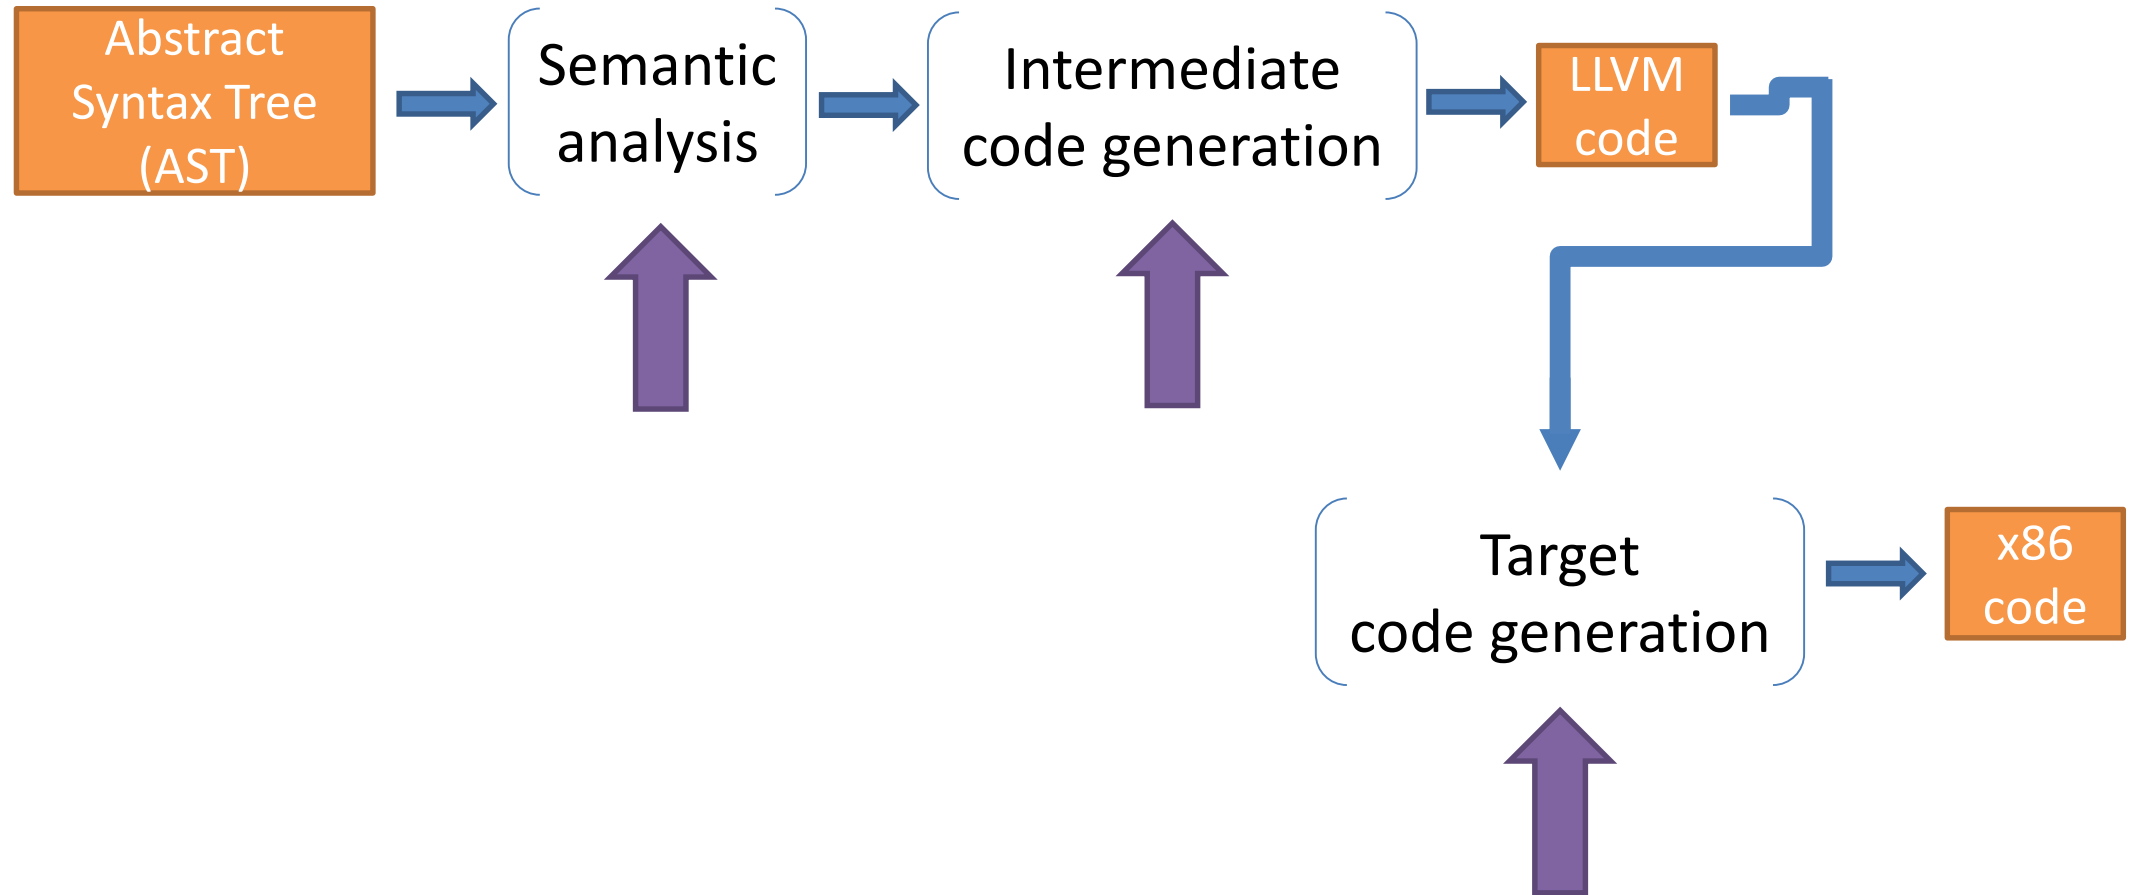 Abstract
Syntax Tree
(AST)
Semantic
analysis
Intermediate
code generation
LLVM
code
Target
code generation
x86
code